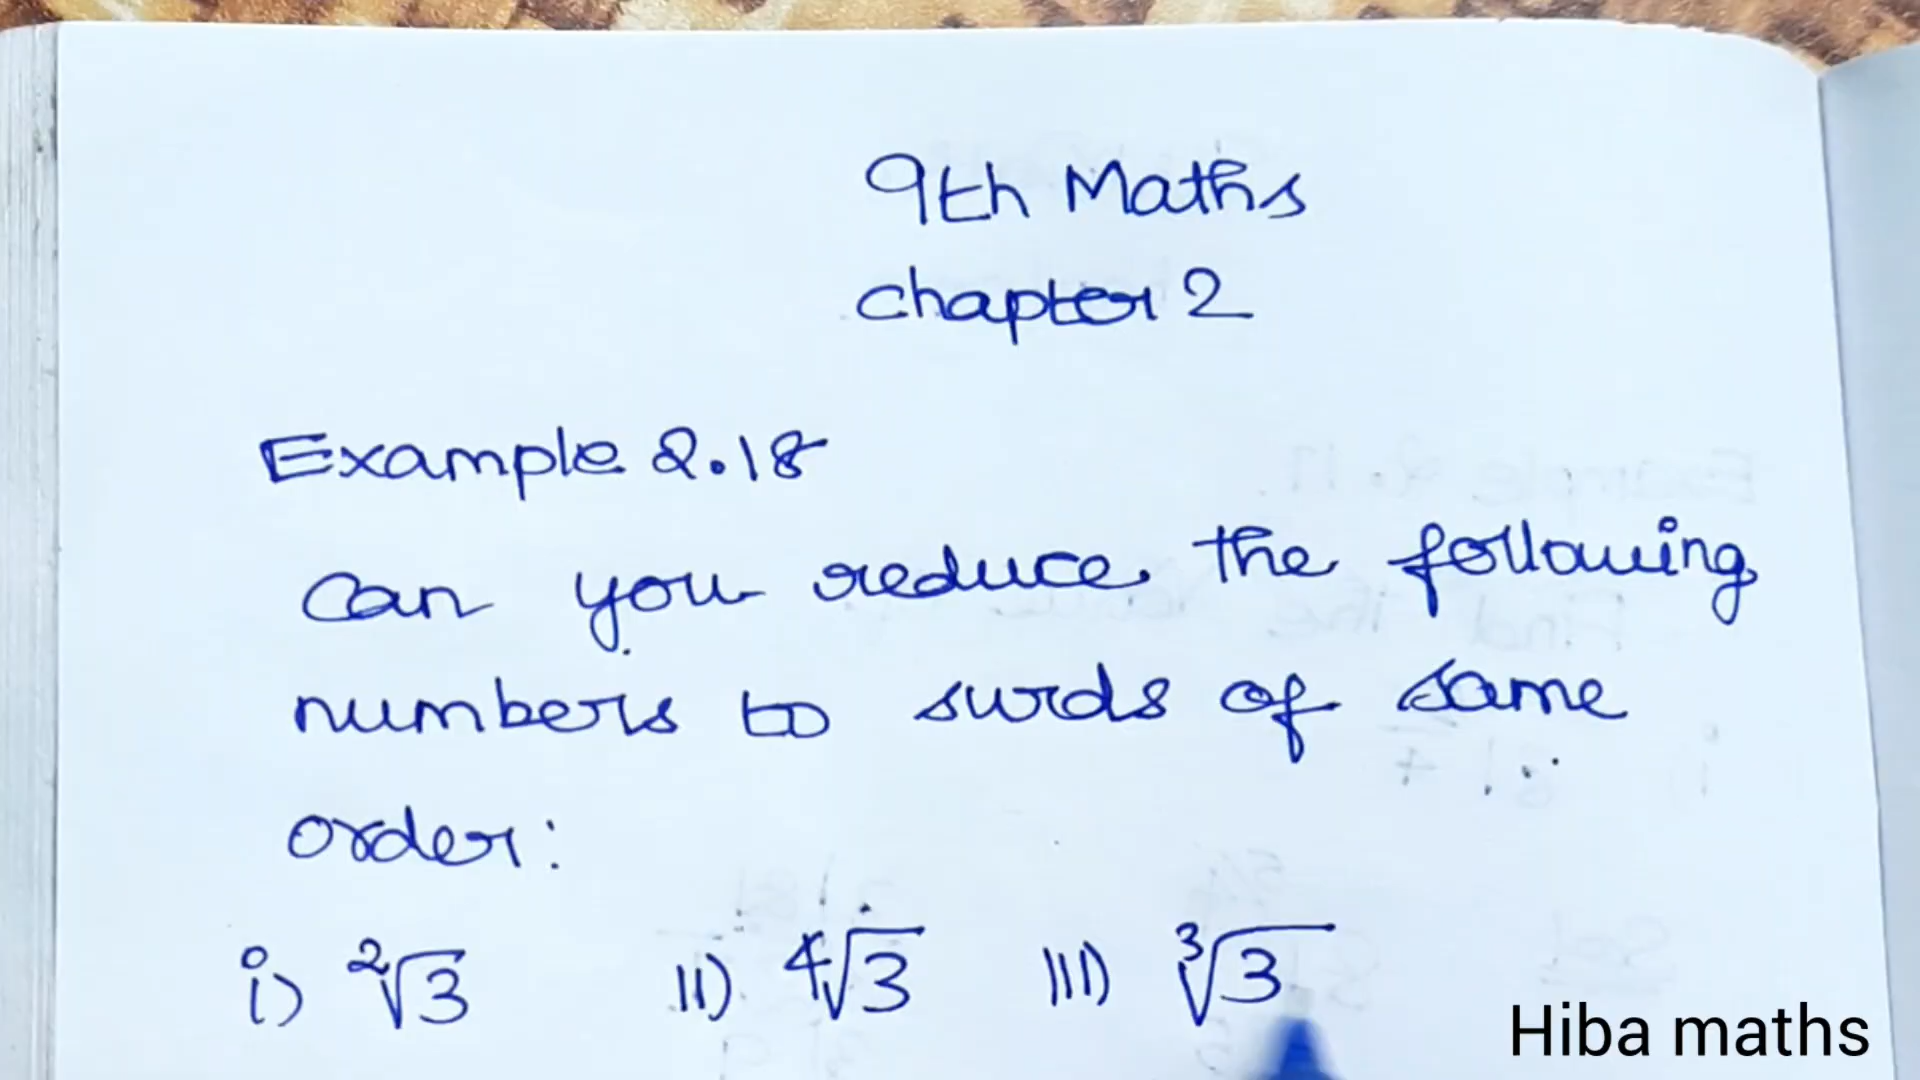 9th Maths
chapter 2
Example 2.18
Can you reduce the following
numbers to surds of same
order:
i) ²√3 II) ⁴√3 III) ³√3
Hiba maths